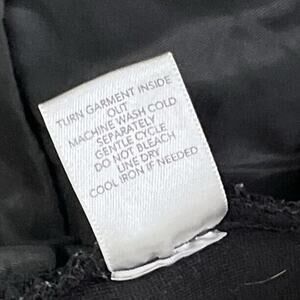 TURN GARMENT INSIDE
OUT
MACHINE WASH COLD
SEPARATELY
GENTLE CYCLE
DO NOT BLEACH
LINE DRY
COOL IRON IF NEEDED